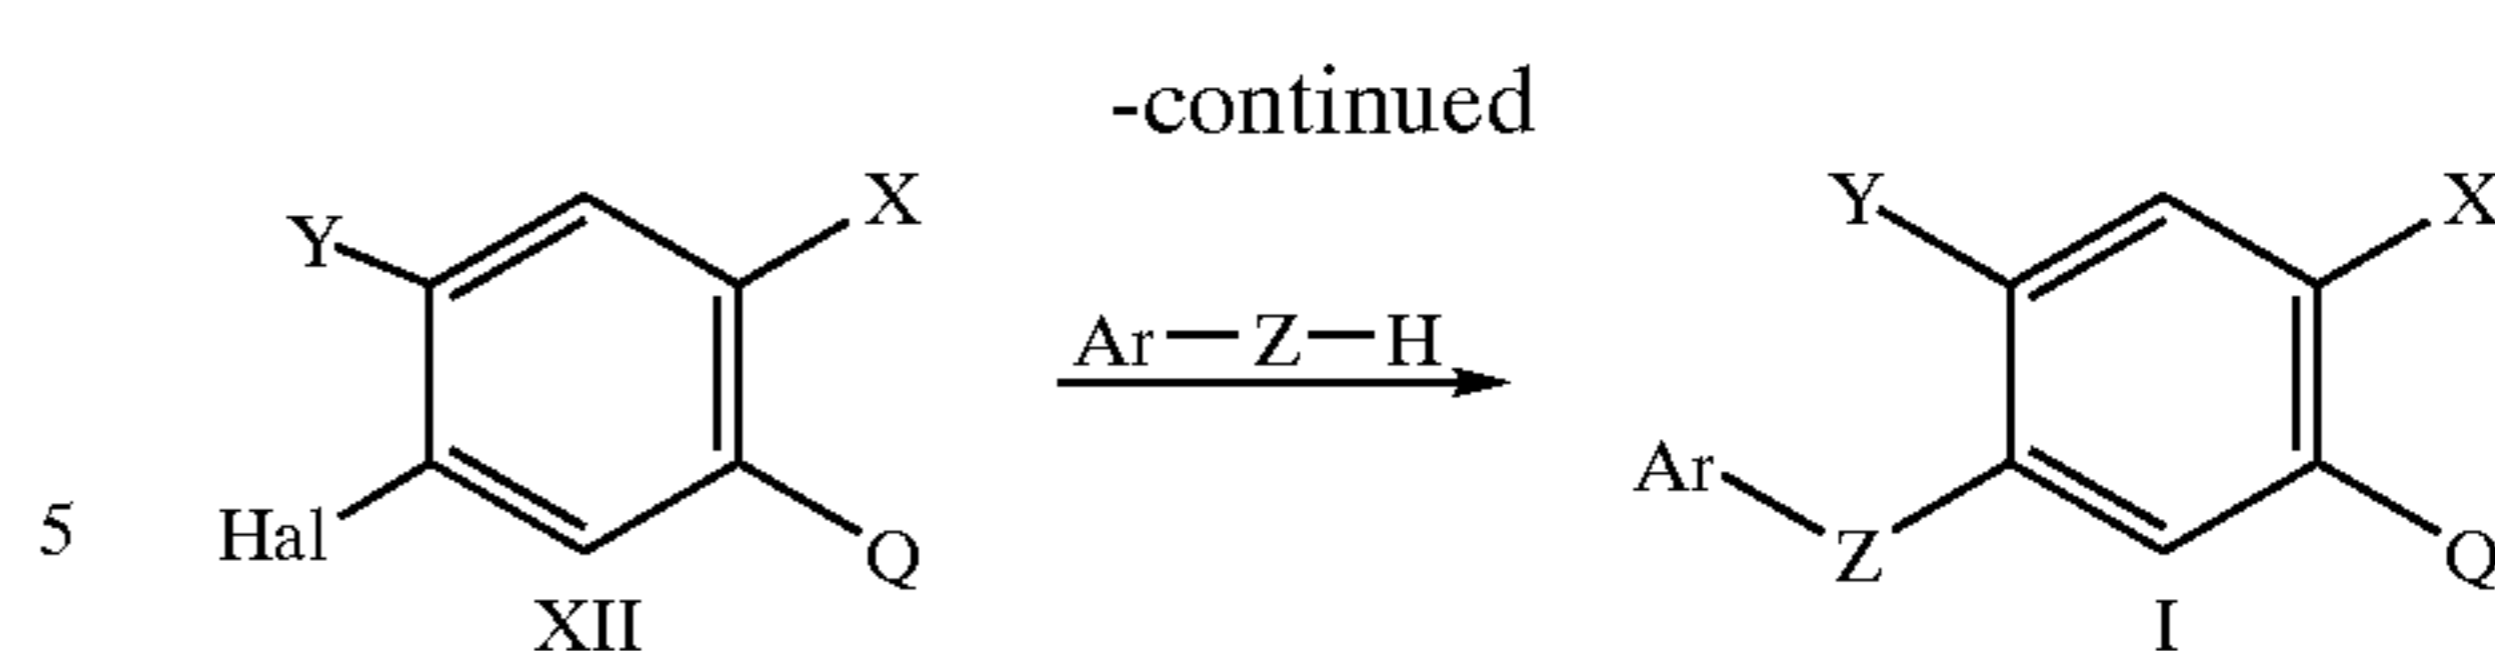 -continued
Y X Y X
Ar—Z—H
Ar
5 Hal Q Z Q
XII I